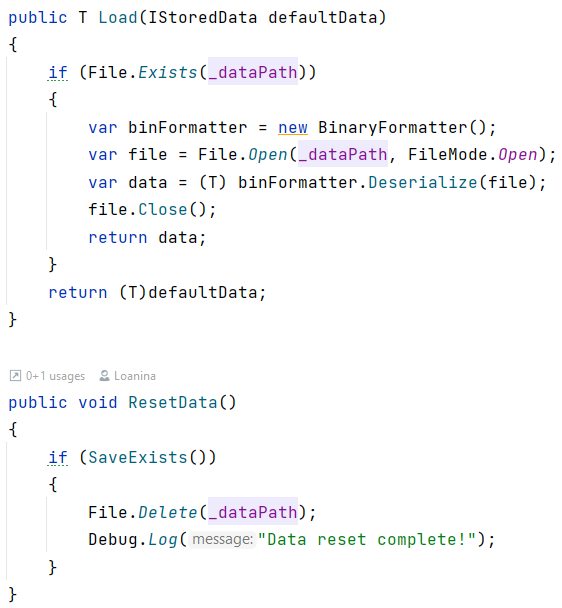 public T Load(IStoredData defaultData)
{
if (File.Exists(_dataPath))
{
var binFormatter = new BinaryFormatter();
var file = File.Open(_dataPath, FileMode.Open);
var data = (T) binFormatter.Deserialize(file);
file.Close();
return data;
}
return (T)defaultData;
}
0+1 usages Loanina
public void ResetData()
{
if (SaveExists())
{
File.Delete(_dataPath);
Debug.Log( message: "Data reset complete!");
}
}